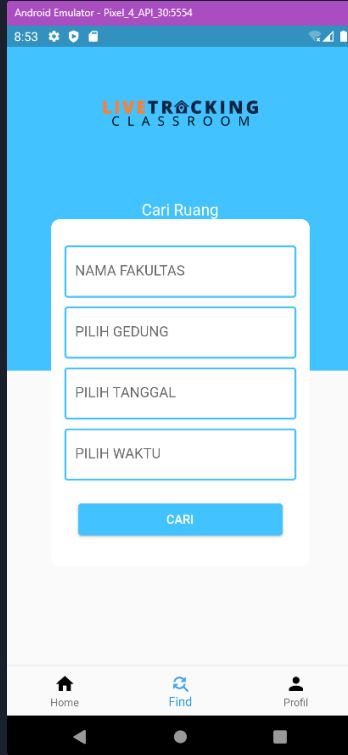 Android Emulator - Pixel_4_API_30:5554
8:53
LIVETRACKING
CLASSROOM
Cari Ruang
NAMA FAKULTAS
PILIH GEDUNG
PILIH TANGGAL
PILIH WAKTU
CARI
Home Find Profil